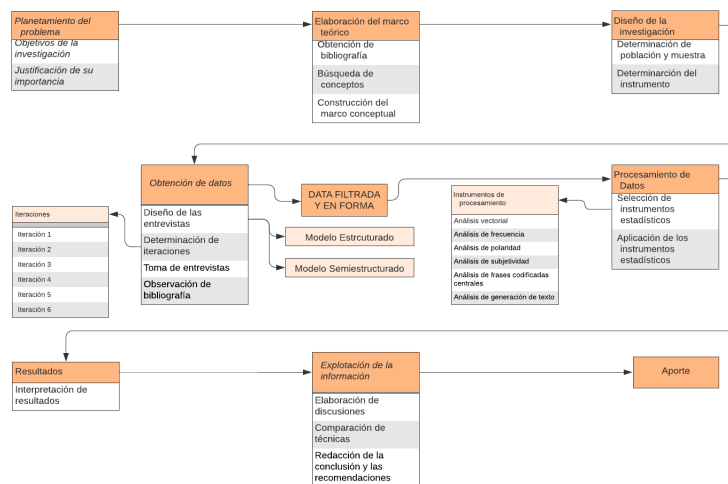 Planetamiento del
problema
Objetivos de la
investigación
Justificación de su
importancia
Elaboración del marco
teórico
Obtención de
bibliografía
Búsqueda de
conceptos
Construcción del
marco conceptual
Diseño de la
investigación
Determinación de
población y muestra
Determinarción del
instrumento
Obtención de datos
Diseño de las
entrevistas
Determinación de
iteraciones
Toma de entrevistas
Observación de
bibliografía
Iteraciones
Iteración 1
Iteración 2
Iteración 3
Iteración 4
Iteración 5
Iteración 6
DATA FILTRADA
Y EN FORMA
Modelo Estrcuturado
Modelo Semiestructurado
Instrumentos de
procesamiento
Análisis vectorial
Análisis de frecuencia
Análisis de polaridad
Análisis de subjetividad
Análisis de frases codificadas
centrales
Análisis de generación de texto
Procesamiento de
Datos
Selección de
instrumentos
estadísticos
Aplicación de los
instrumentos
estadísticos
Resultados
Interpretación de
resultados
Explotación de la
información
Elaboración de
discusiones
Comparación de
técnicas
Redacción de la
conclusión y las
recomendaciones
Aporte